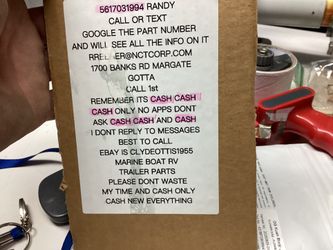 5617031994 RANDY
CALL OR TEXT
GOOGLE THE PART NUMBER
AND WILL SEE ALL THE INFO ON IT
RREEMER@NCTCORP.COM
1700 BANKS RD MARGATE
GOTTA
CALL 1st
REMEMBER ITS CASH CASH
CASH ONLY NO APPS DONT
ASK CASH CASH AND CASH
I DONT REPLY TO MESSAGES
BEST TO CALL
EBAY IS CLYDEOTTIS1955
MARINE BOAT RV
TRAILER PARTS
PLEASE DONT WASTE
MY TIME AND CASH ONLY
CASH NEW EVERYTHING